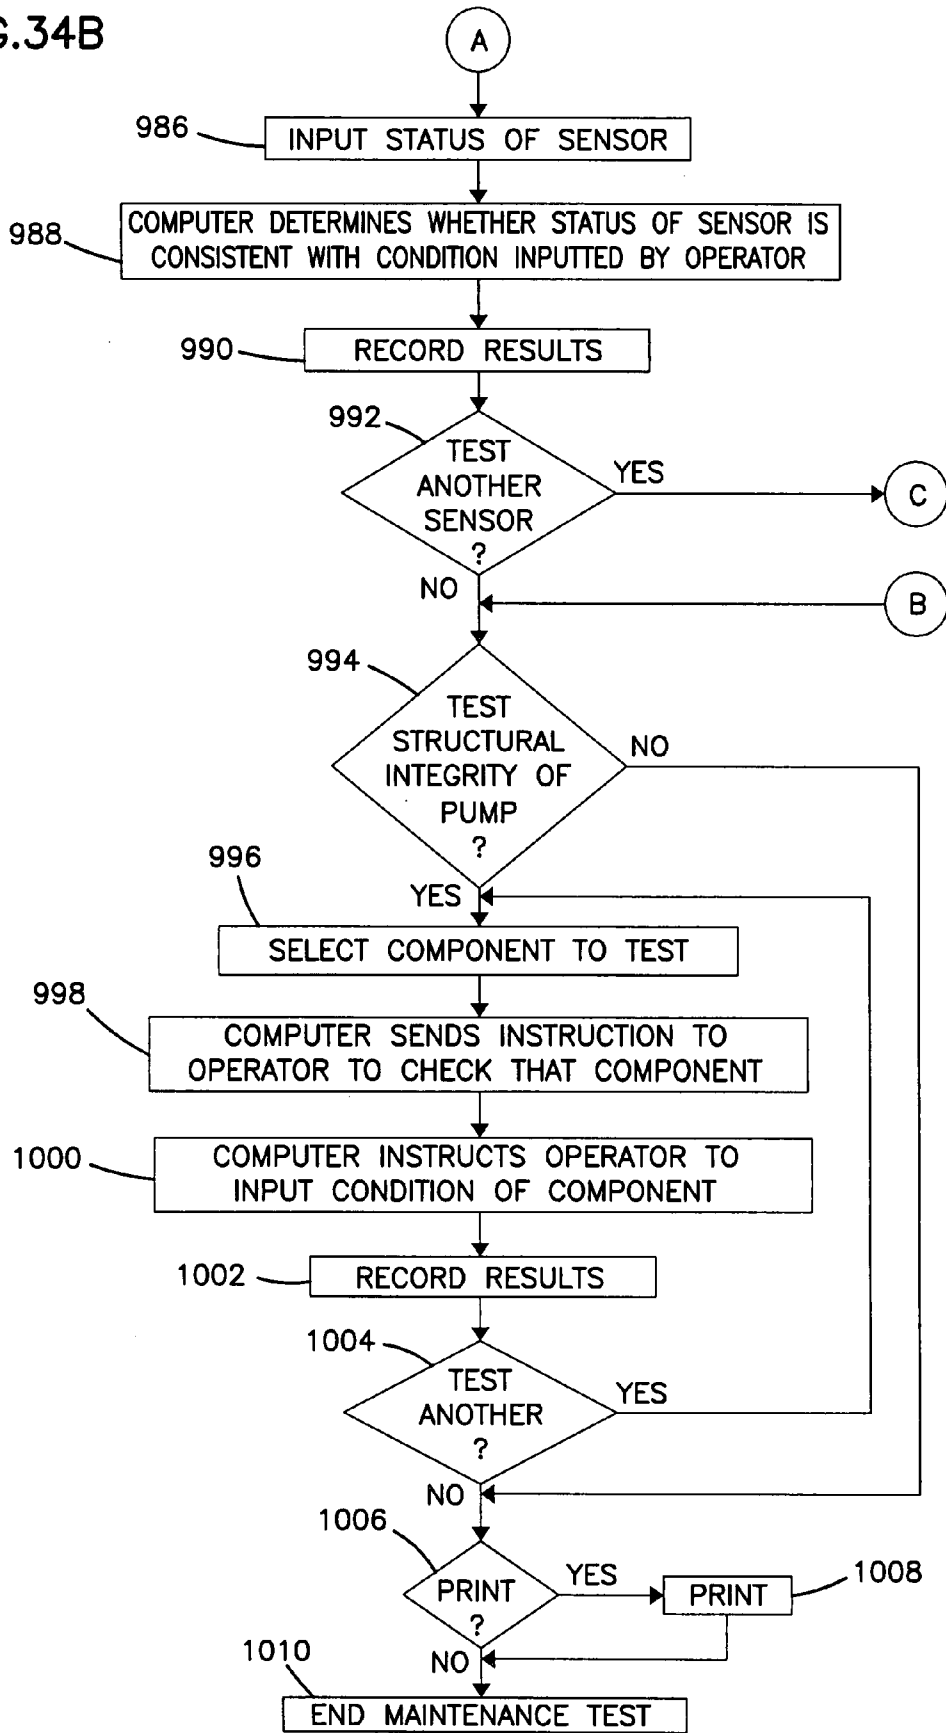 G.34B
A
986
INPUT STATUS OF SENSOR
988
COMPUTER DETERMINES WHETHER STATUS OF SENSOR IS
CONSISTENT WITH CONDITION INPUTTED BY OPERATOR
990
RECORD RESULTS
992
TEST
ANOTHER
SENSOR
?
YES
C
NO
B
994
TEST
STRUCTURAL
INTEGRITY OF
PUMP
?
NO
YES
996
SELECT COMPONENT TO TEST
998
COMPUTER SENDS INSTRUCTION TO
OPERATOR TO CHECK THAT COMPONENT
1000
COMPUTER INSTRUCTS OPERATOR TO
INPUT CONDITION OF COMPONENT
1002
RECORD RESULTS
1004
TEST
ANOTHER
?
YES
NO
1006
PRINT
?
YES
PRINT
1008
NO
1010
END MAINTENANCE TEST